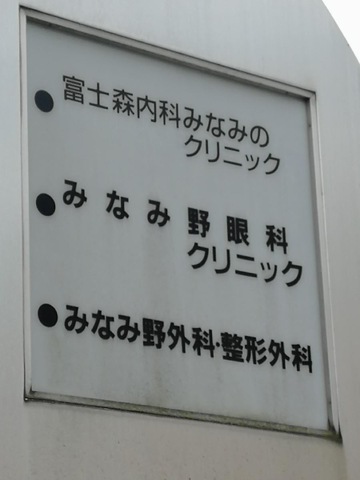 ●富士森内科みなみの
クリニック
●みなみ野眼科
クリニック
●みなみ野外科・整形外科